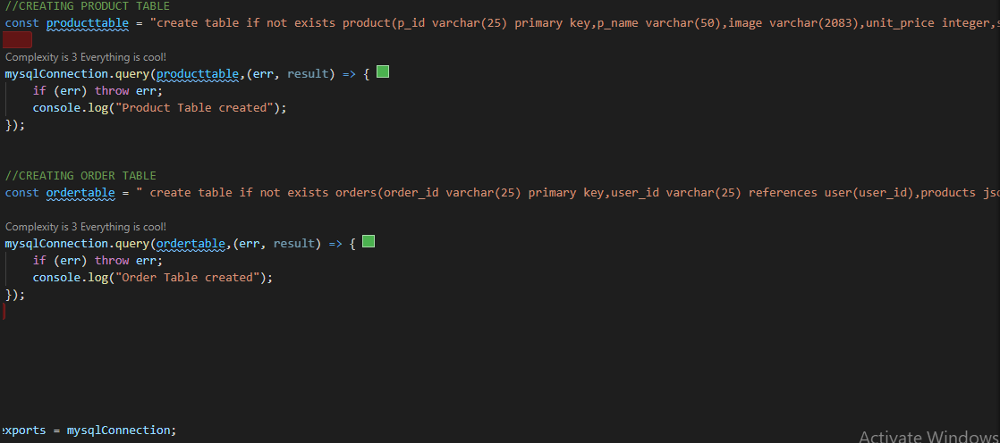 //CREATING PRODUCT TABLE
const producttable = "create table if not exists product(p_id varchar(25) primary key,p_name varchar(50),image varchar(2083),unit_price integer,s
Complexity is 3 Everything is cool!
mysqlConnection.query(producttable,(err, result) => {
if (err) throw err;
console.log("Product Table created");
});
//CREATING ORDER TABLE
const ordertable = " create table if not exists orders(order_id varchar(25) primary key,user_id varchar(25) references user(user_id),products jso
Complexity is 3 Everything is cool!
mysqlConnection.query(ordertable,(err, result) => {
if (err) throw err;
console.log("Order Table created");
});
exports = mysqlConnection;
Activate Windows